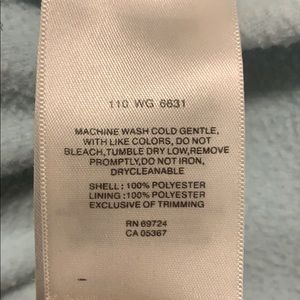 110 WG 6631
MACHINE WASH COLD GENTLE,
WITH LIKE COLORS, DO NOT
BLEACH,TUMBLE DRY LOW,REMOVE
PROMPTLY,DO NOT IRON,
DRYCLEANABLE
SHELL : 100% POLYESTER
LINING : 100% POLYESTER
EXCLUSIVE OF TRIMMING
RN 69724
CA 05367